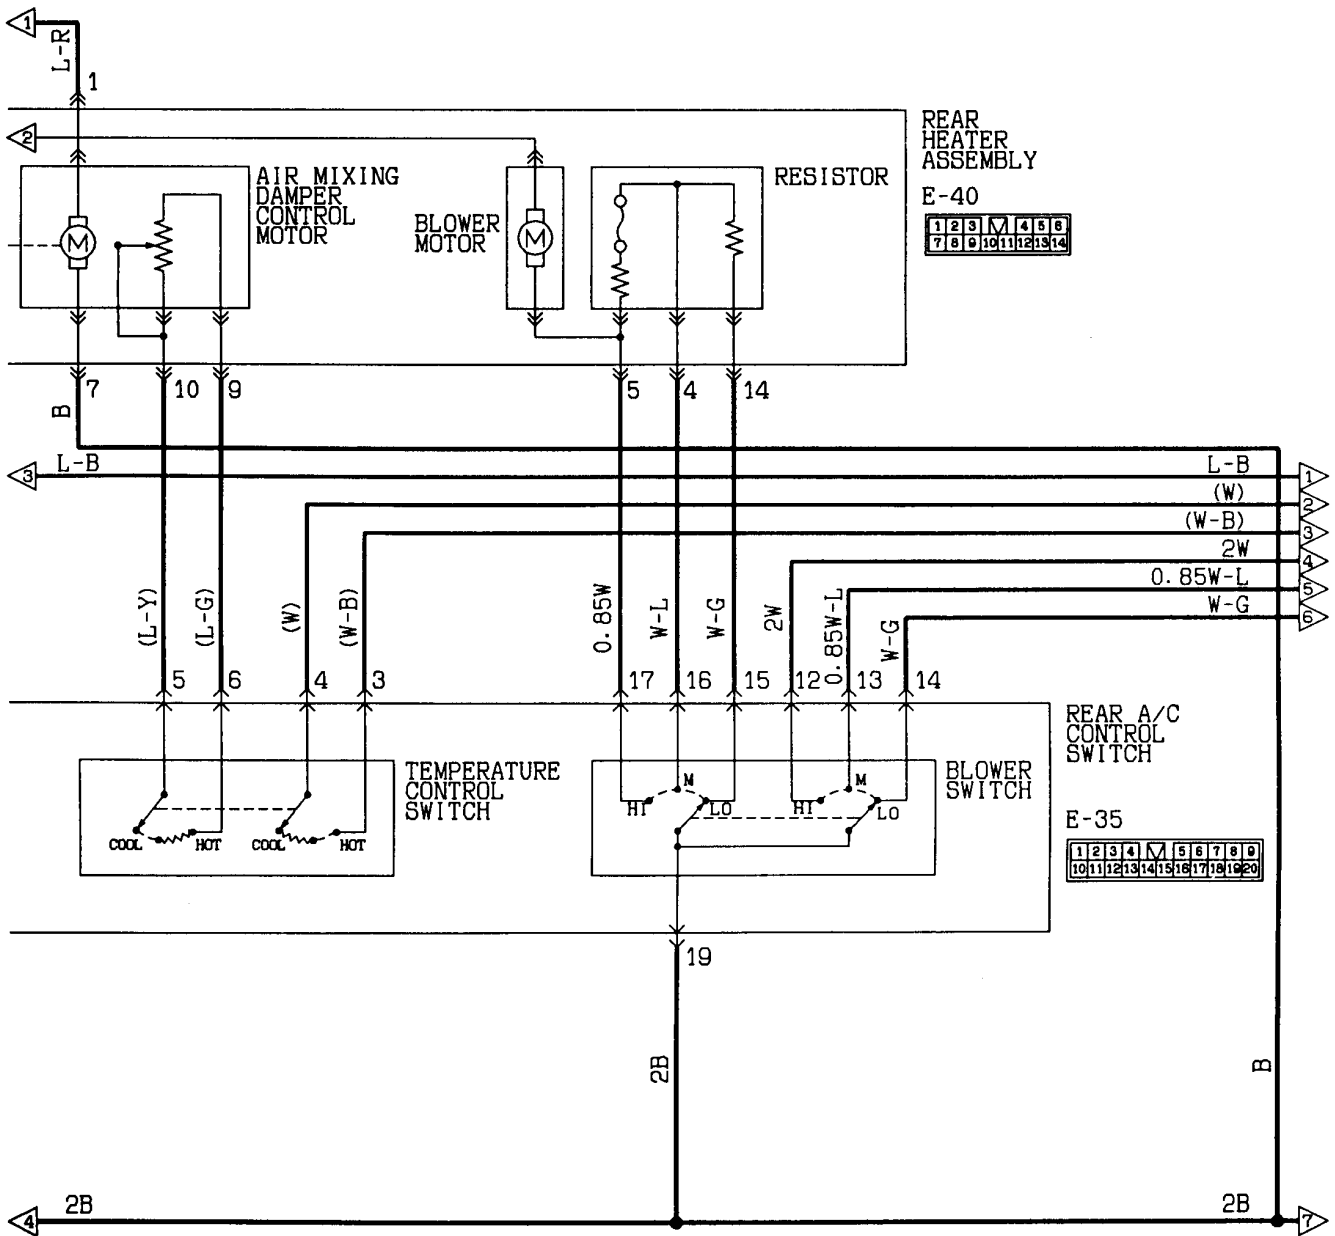 1
L-R
1
2
REAR
HEATER
ASSEMBLY
E-40
1 2 3 4 5 6
7 8 9 10 11 12 13 14
AIR MIXING
DAMPER
CONTROL
MOTOR
M
BLOWER
MOTOR
M
RESISTOR
7 10 9 5 4 14
B
3 L-B L-B 1
(W) 2
(W-B) 3
2W 4
0.85W-L 5
W-G 6
(L-Y) (L-G) (W) (W-B) 0.85W W-L W-G 2W 0.85W-L W-G
5 6 4 3 17 16 15 12 13 14
REAR A/C
CONTROL
SWITCH
TEMPERATURE
CONTROL
SWITCH
COOL HOT COOL HOT
BLOWER
SWITCH
HI M LO HI M LO
E-35
1 2 3 4 5 6 7 8 9
10 11 12 13 14 15 16 17 18 19 20
19
2B
B
4 2B 2B 7